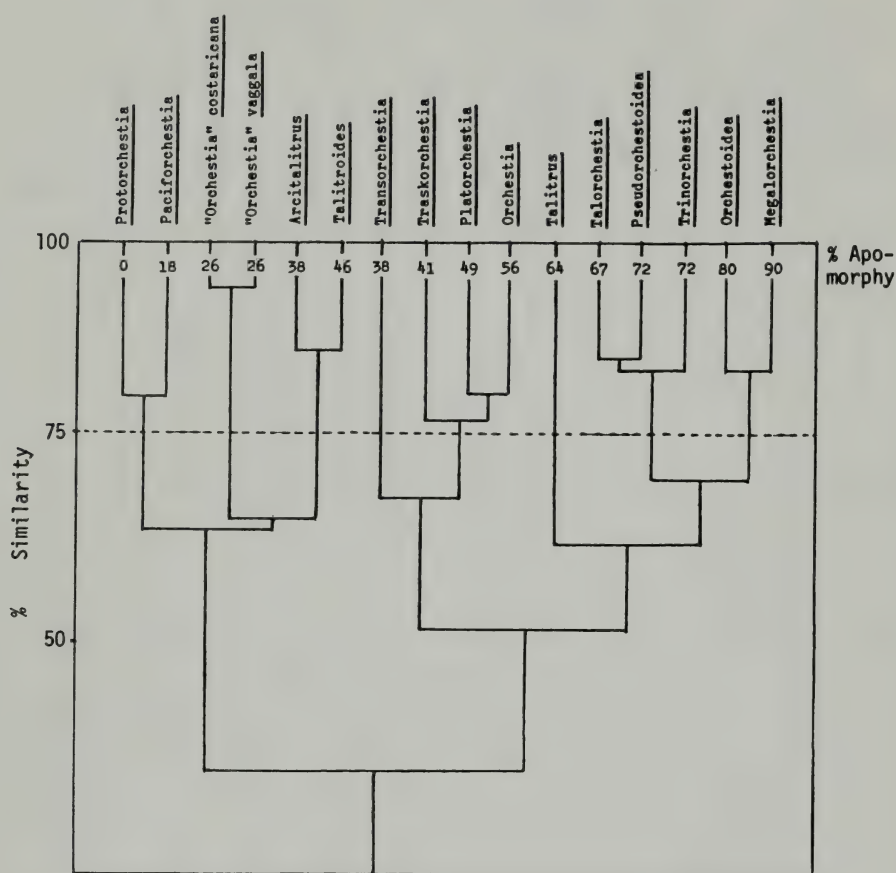 Protorchestia
Paciforchestia
"Orchestia" costaricana
"Orchestia" vaggala
Arcitalitrus
Talitroides
Transorchestia
Traskorchestia
Platorchestia
Orchestia
Talitrus
Talorchestia
Pseudorchestoidea
Trinorchestia
Orchestoidea
Megalorchestia
100
0 18 26 26 38 46 38 41 49 56 64 67 72 72 80 90
% Apo-
morphy
75
% Similarity
50